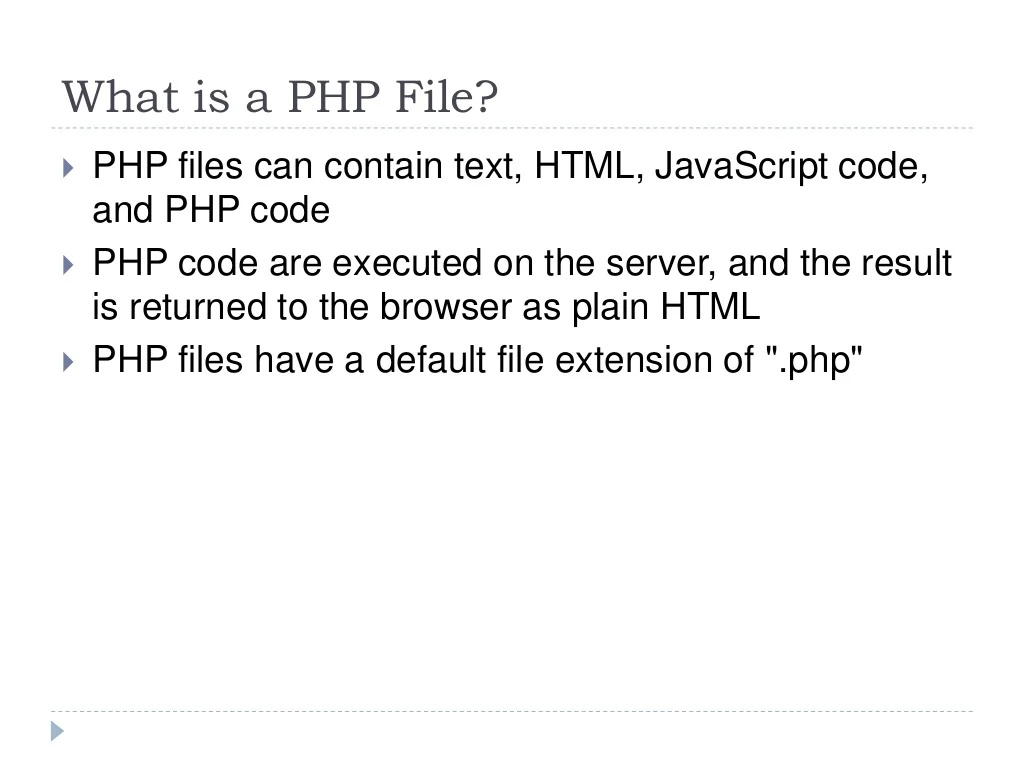 What is a PHP File?
PHP files can contain text, HTML, JavaScript code,
and PHP code
PHP code are executed on the server, and the result
is returned to the browser as plain HTML
PHP files have a default file extension of ".php"